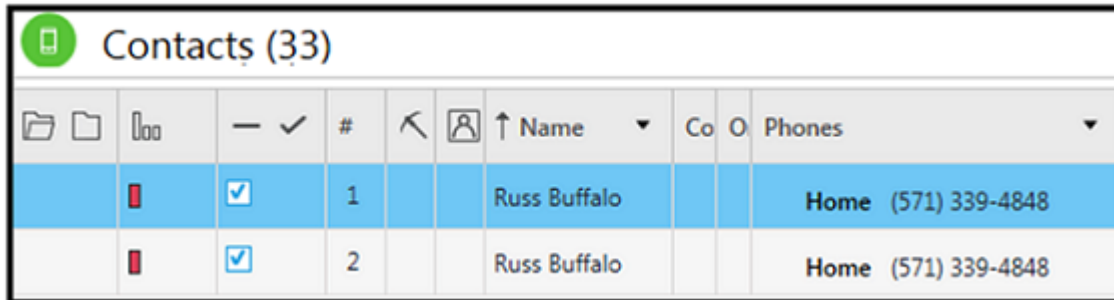 Contacts (33)
# Name Co O Phones
1 Russ Buffalo Home (571) 339-4848
2 Russ Buffalo Home (571) 339-4848